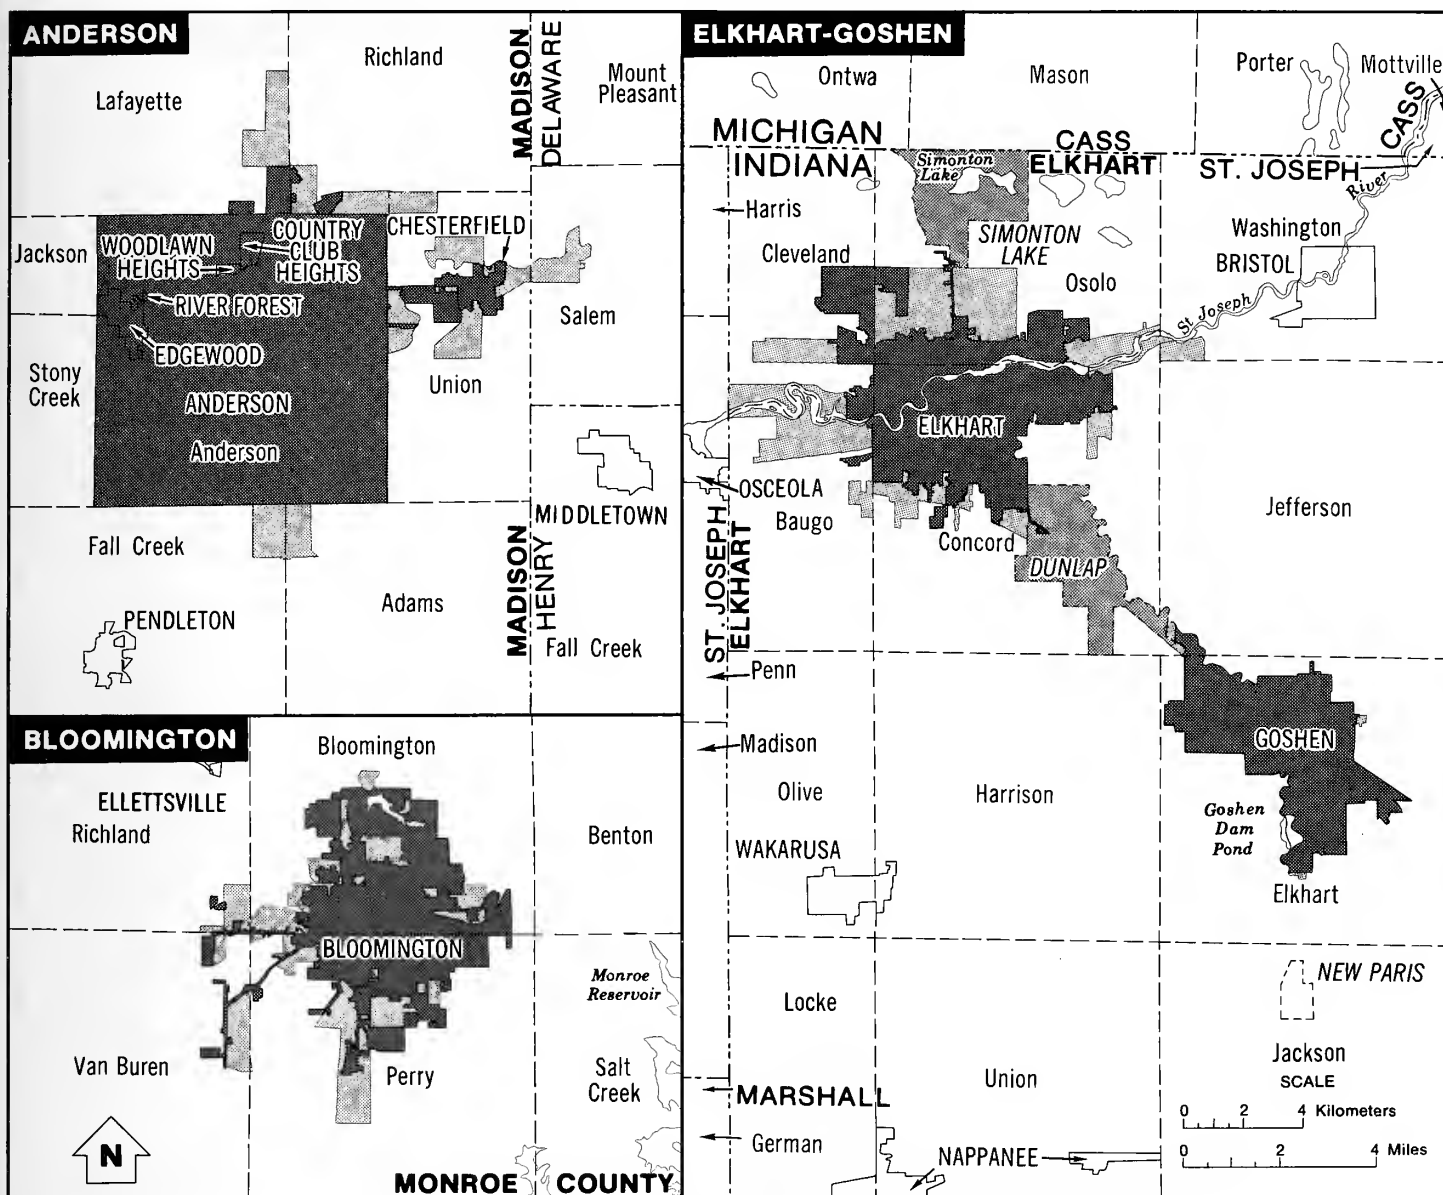 ANDERSON
Richland
Lafayette
MADISON
DELAWARE
Mount
Pleasant
Jackson
WOODLAWN
HEIGHTS
COUNTRY
CLUB
HEIGHTS
CHESTERFIELD
RIVER FOREST
EDGEWOOD
Stony
Creek
ANDERSON
Anderson
Union
Salem
MIDDLETOWN
Fall Creek
Adams
MADISON
HENRY
PENDLETON
Fall Creek
BLOOMINGTON
Bloomington
ELLETTSVILLE
Richland
Benton
BLOOMINGTON
Monroe
Reservoir
Van Buren
Perry
Salt
Creek
N
MONROE COUNTY
ELKHART-GOSHEN
Ontwa
Mason
Porter
Mottville
MICHIGAN
INDIANA
CASS
ELKHART
CASS
ST. JOSEPH
Simonton
Lake
River
Harris
Cleveland
SIMONTON
LAKE
Osolo
Washington
BRISTOL
St Joseph
ELKHART
OSCEOLA
Baugo
Concord
DUNLAP
Jefferson
ST. JOSEPH
ELKHART
Penn
Madison
Olive
Harrison
GOSHEN
Goshen
Dam
Pond
WAKARUSA
Elkhart
NEW PARIS
Locke
Union
Jackson
SCALE
0 2 4 Kilometers
0 2 4 Miles
MARSHALL
German
NAPPANEE